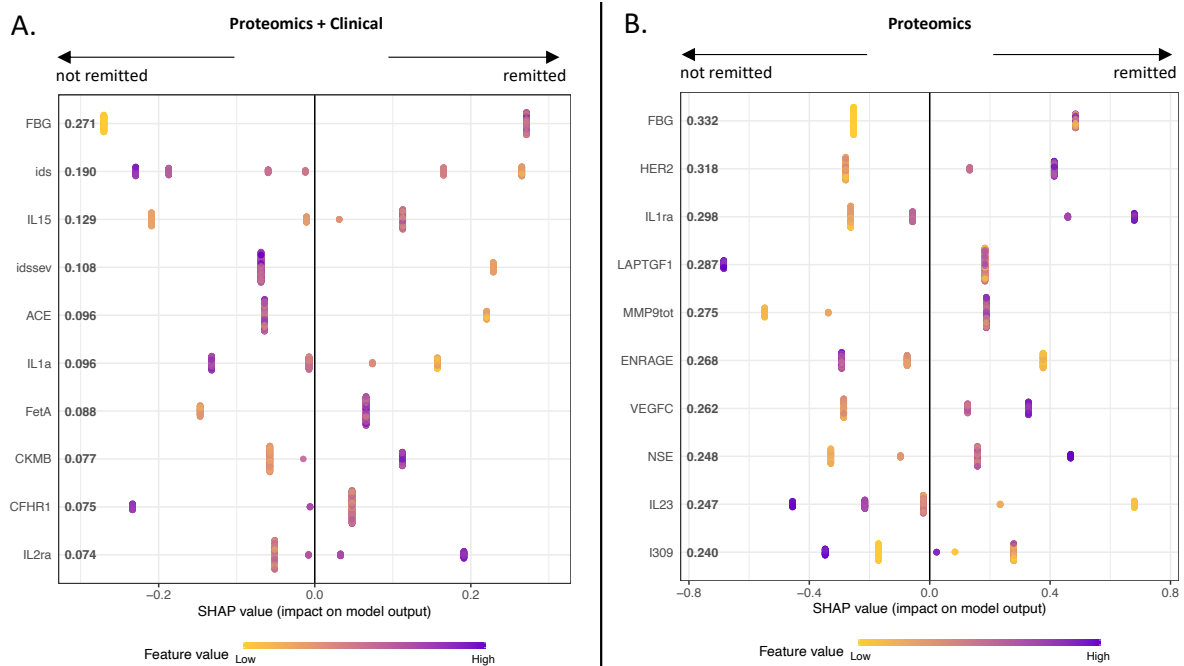 A.
Proteomics + Clinical
not remitted
remitted
FBG 0.271
ids 0.190
IL15 0.129
idssev 0.108
ACE 0.096
IL1a 0.096
FetA 0.088
CKMB 0.077
CFHR1 0.075
IL2ra 0.074
−0.2 0.0 0.2
SHAP value (impact on model output)
Feature value
Low High
B.
Proteomics
not remitted
remitted
FBG 0.332
HER2 0.318
IL1ra 0.298
LAPTGF1 0.287
MMP9tot 0.275
ENRAGE 0.268
VEGFC 0.262
NSE 0.248
IL23 0.247
I309 0.240
−0.8 −0.4 0.0 0.4 0.8
SHAP value (impact on model output)
Feature value
Low High